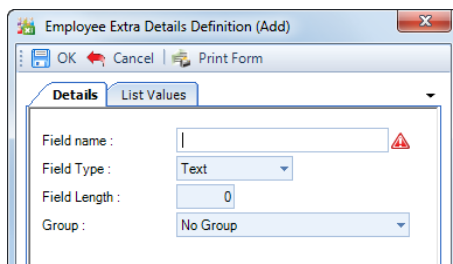 Employee Extra Details Definition (Add)
OK Cancel Print Form
Details List Values
Field name :
Field Type : Text
Field Length : 0
Group : No Group